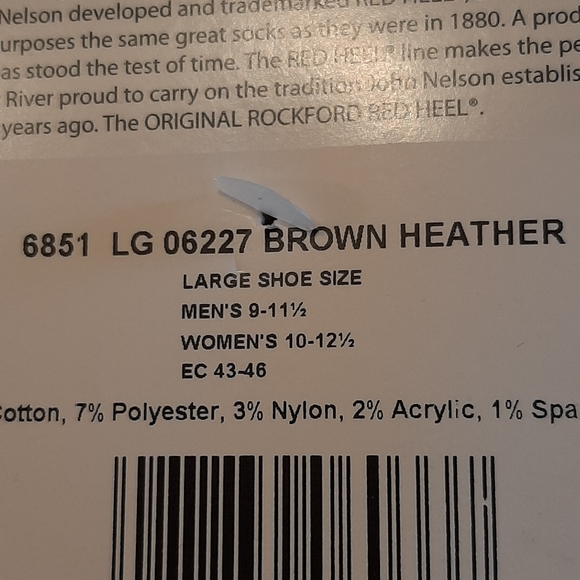 Nelson developed and trademarked RED HEEL
urposes the same great socks as they were in 1880. A prod
as stood the test of time. The RED HEEL® line makes the pe
River proud to carry on the tradition John Nelson establis
years ago. The ORIGINAL ROCKFORD RED HEEL®.
6851 LG 06227 BROWN HEATHER
LARGE SHOE SIZE
MEN'S 9-11½
WOMEN'S 10-12½
EC 43-46
otton, 7% Polyester, 3% Nylon, 2% Acrylic, 1% Spa